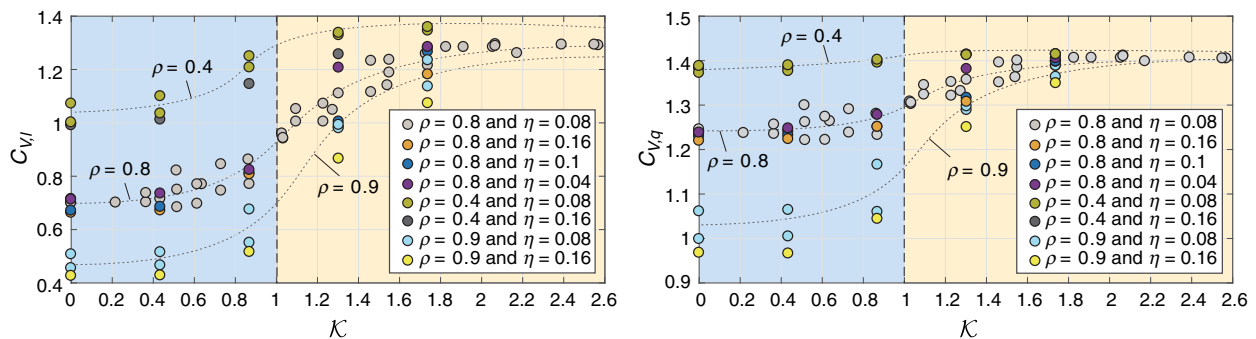 1.4
1.2
1
0.8
0.6
0.4
C_{V,l}
ρ = 0.4
ρ = 0.8
ρ = 0.9
ρ = 0.8 and η = 0.08
ρ = 0.8 and η = 0.16
ρ = 0.8 and η = 0.1
ρ = 0.8 and η = 0.04
ρ = 0.4 and η = 0.08
ρ = 0.4 and η = 0.16
ρ = 0.9 and η = 0.08
ρ = 0.9 and η = 0.16
0 0.2 0.4 0.6 0.8 1 1.2 1.4 1.6 1.8 2 2.2 2.4 2.6
𝒦
1.5
1.4
1.3
1.2
1.1
1
0.9
C_{V,q}
ρ = 0.4
ρ = 0.8
ρ = 0.9
ρ = 0.8 and η = 0.08
ρ = 0.8 and η = 0.16
ρ = 0.8 and η = 0.1
ρ = 0.8 and η = 0.04
ρ = 0.4 and η = 0.08
ρ = 0.4 and η = 0.16
ρ = 0.9 and η = 0.08
ρ = 0.9 and η = 0.16
0 0.2 0.4 0.6 0.8 1 1.2 1.4 1.6 1.8 2 2.2 2.4 2.6
𝒦